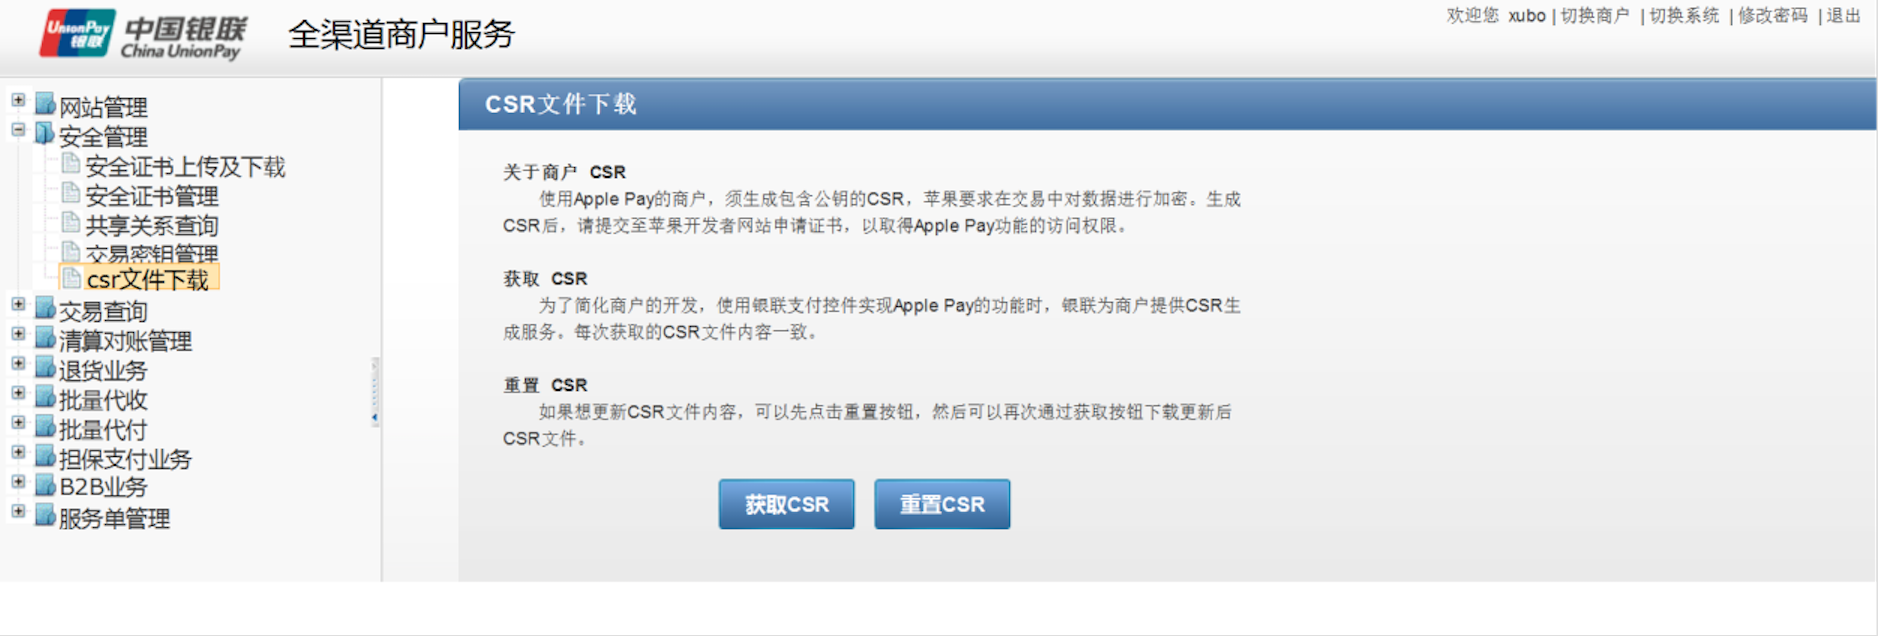 UnionPay
银联
中国银联
China UnionPay
全渠道商户服务
欢迎您 xubo | 切换商户 | 切换系统 | 修改密码 | 退出
网站管理
安全管理
安全证书上传及下载
安全证书管理
共享关系查询
交易密钥管理
csr文件下载
交易查询
清算对账管理
退货业务
批量代收
批量代付
担保支付业务
B2B业务
服务单管理
CSR文件下载
关于商户 CSR
使用Apple Pay的商户，须生成包含公钥的CSR，苹果要求在交易中对数据进行加密。生成
CSR后，请提交至苹果开发者网站申请证书，以取得Apple Pay功能的访问权限。
获取 CSR
为了简化商户的开发，使用银联支付控件实现Apple Pay的功能时，银联为商户提供CSR生
成服务。每次获取的CSR文件内容一致。
重置 CSR
如果想更新CSR文件内容，可以先点击重置按钮，然后可以再次通过获取按钮下载更新后
CSR文件。
获取CSR
重置CSR